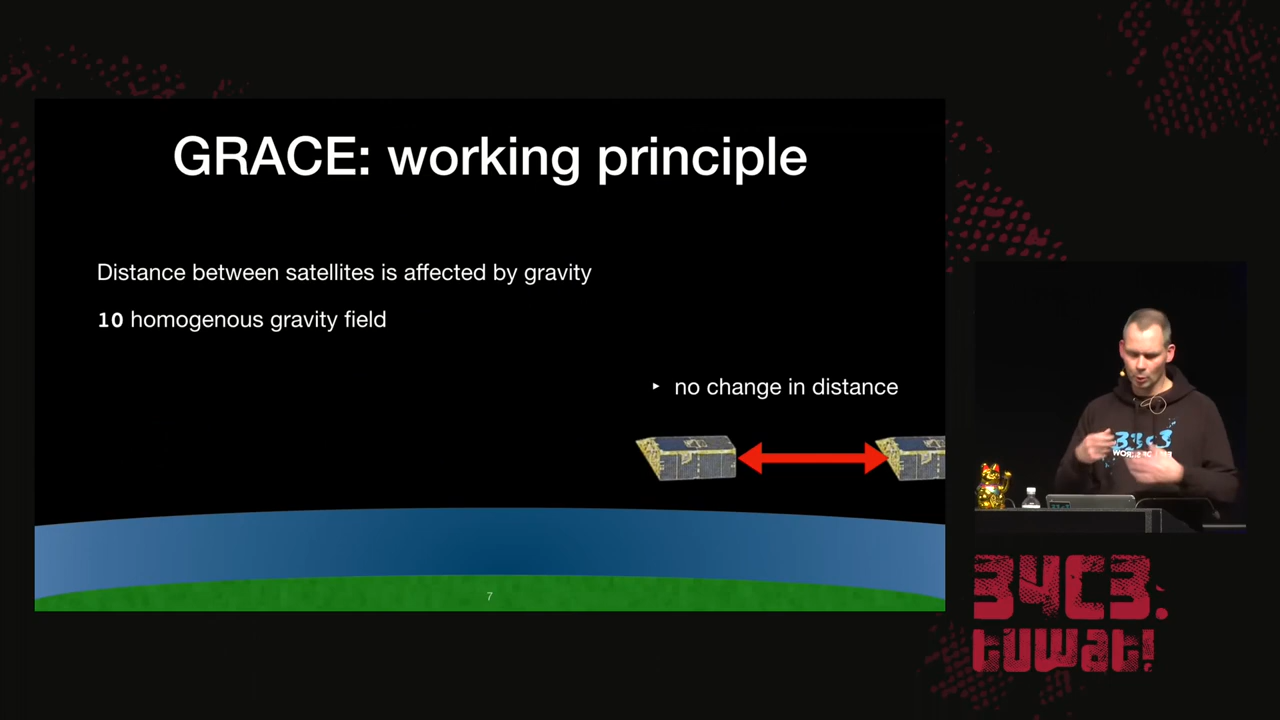 GRACE: working principle
Distance between satellites is affected by gravity
10 homogenous gravity field
‣ no change in distance
7
34C3.
tuwat!